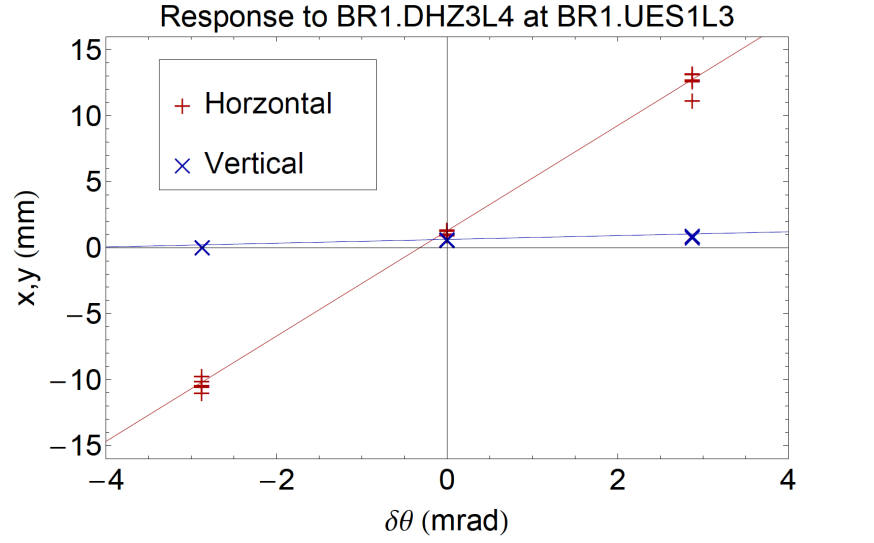 Response to BR1.DHZ3L4 at BR1.UES1L3
+ Horzontal
× Vertical
x,y (mm)
15
10
5
0
−5
−10
−15
−4 −2 0 2 4
δθ (mrad)